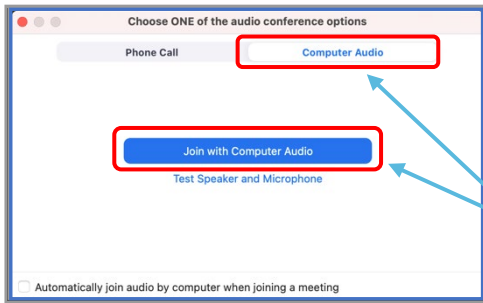 Choose ONE of the audio conference options
Phone Call Computer Audio
Join with Computer Audio
Test Speaker and Microphone
Automatically join audio by computer when joining a meeting